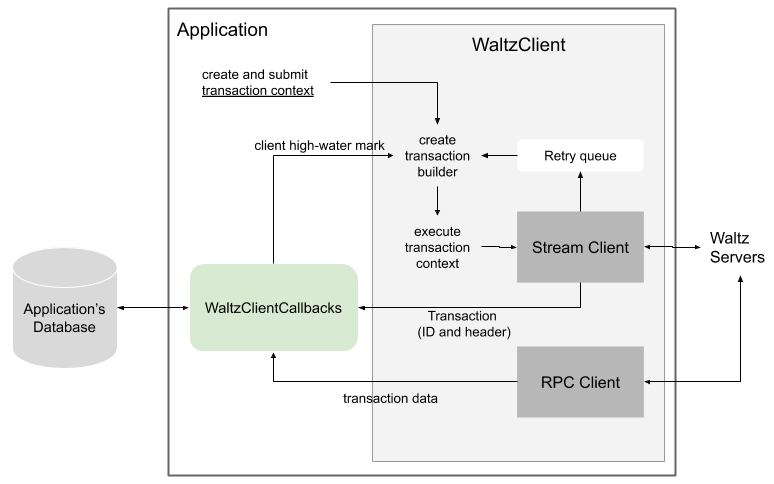 Application
WaltzClient
create and submit
transaction context
client high-water mark
create
transaction
builder
Retry queue
execute
transaction
context
Stream Client
Waltz
Servers
Application's
Database
WaltzClientCallbacks
Transaction
(ID and header)
RPC Client
transaction data